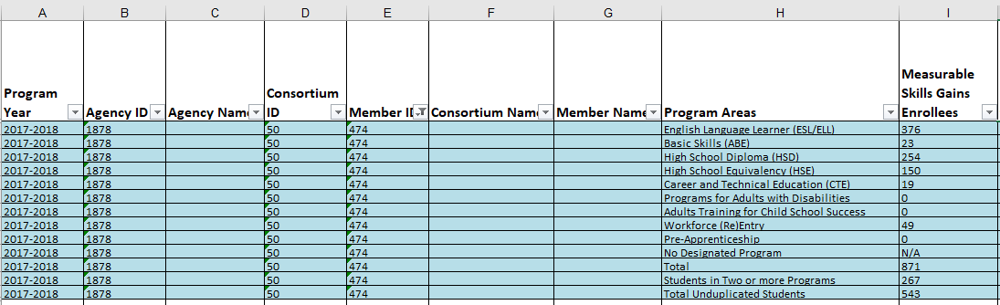 A B C D E F G H I
Program Year Agency ID Agency Nam Consortium ID Member I Consortium Nam Member Name Program Areas Measurable Skills Gains Enrollees
2017-2018 1878 50 474 English Language Learner (ESL/ELL) 376
2017-2018 1878 50 474 Basic Skills (ABE) 23
2017-2018 1878 50 474 High School Diploma (HSD) 254
2017-2018 1878 50 474 High School Equivalency (HSE) 150
2017-2018 1878 50 474 Career and Technical Education (CTE) 19
2017-2018 1878 50 474 Programs for Adults with Disabilities 0
2017-2018 1878 50 474 Adults Training for Child School Success 0
2017-2018 1878 50 474 Workforce (Re)Entry 49
2017-2018 1878 50 474 Pre-Apprenticeship 0
2017-2018 1878 50 474 No Designated Program N/A
2017-2018 1878 50 474 Total 871
2017-2018 1878 50 474 Students in Two or more Programs 267
2017-2018 1878 50 474 Total Unduplicated Students 543